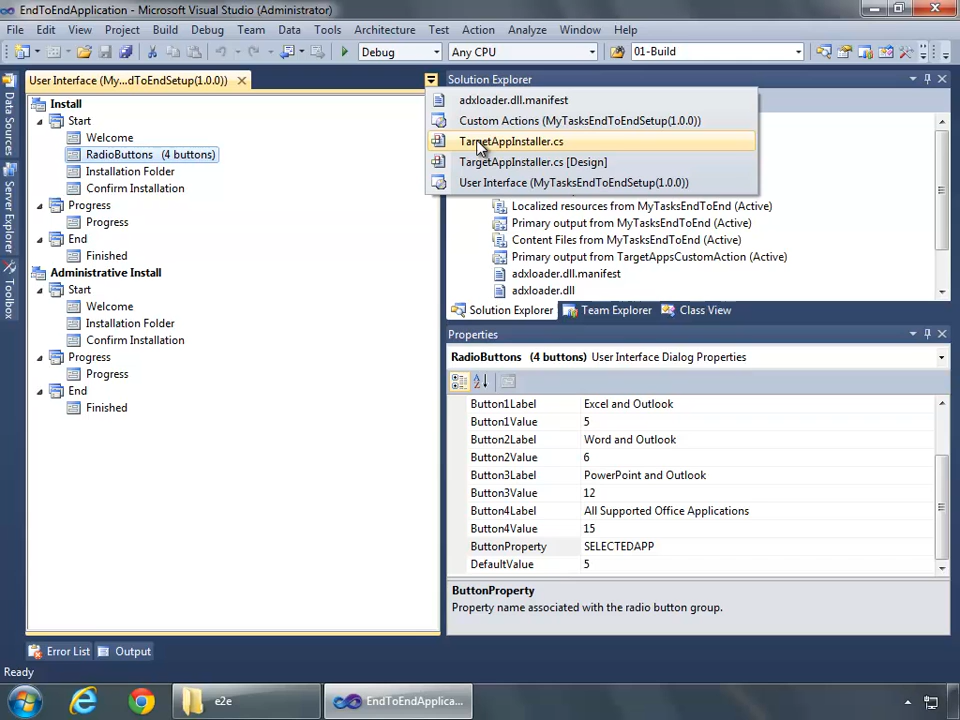 EndToEndApplication - Microsoft Visual Studio (Administrator)
File Edit View Project Build Debug Team Data Tools Architecture Test Action Analyze Window Help
Debug Any CPU 01-Build
User Interface (My...dToEndSetup(1.0.0))
Install
Start
Welcome
RadioButtons (4 buttons)
Installation Folder
Confirm Installation
Progress
Progress
End
Finished
Administrative Install
Start
Welcome
Installation Folder
Confirm Installation
Progress
Progress
End
Finished
Data Sources
Server Explorer
Toolbox
Solution Explorer
adxloader.dll.manifest
Custom Actions (MyTasksEndToEndSetup(1.0.0))
TargetAppInstaller.cs
TargetAppInstaller.cs [Design]
User Interface (MyTasksEndToEndSetup(1.0.0))
Localized resources from MyTasksEndToEnd (Active)
Primary output from MyTasksEndToEnd (Active)
Content Files from MyTasksEndToEnd (Active)
Primary output from TargetAppsCustomAction (Active)
adxloader.dll.manifest
adxloader.dll
Solution Explorer Team Explorer Class View
Properties
RadioButtons (4 buttons) User Interface Dialog Properties
Button1Label Excel and Outlook
Button1Value 5
Button2Label Word and Outlook
Button2Value 6
Button3Label PowerPoint and Outlook
Button3Value 12
Button4Label All Supported Office Applications
Button4Value 15
ButtonProperty SELECTEDAPP
DefaultValue 5
ButtonProperty
Property name associated with the radio button group.
Error List Output
Ready
e2e EndToEndApplica...